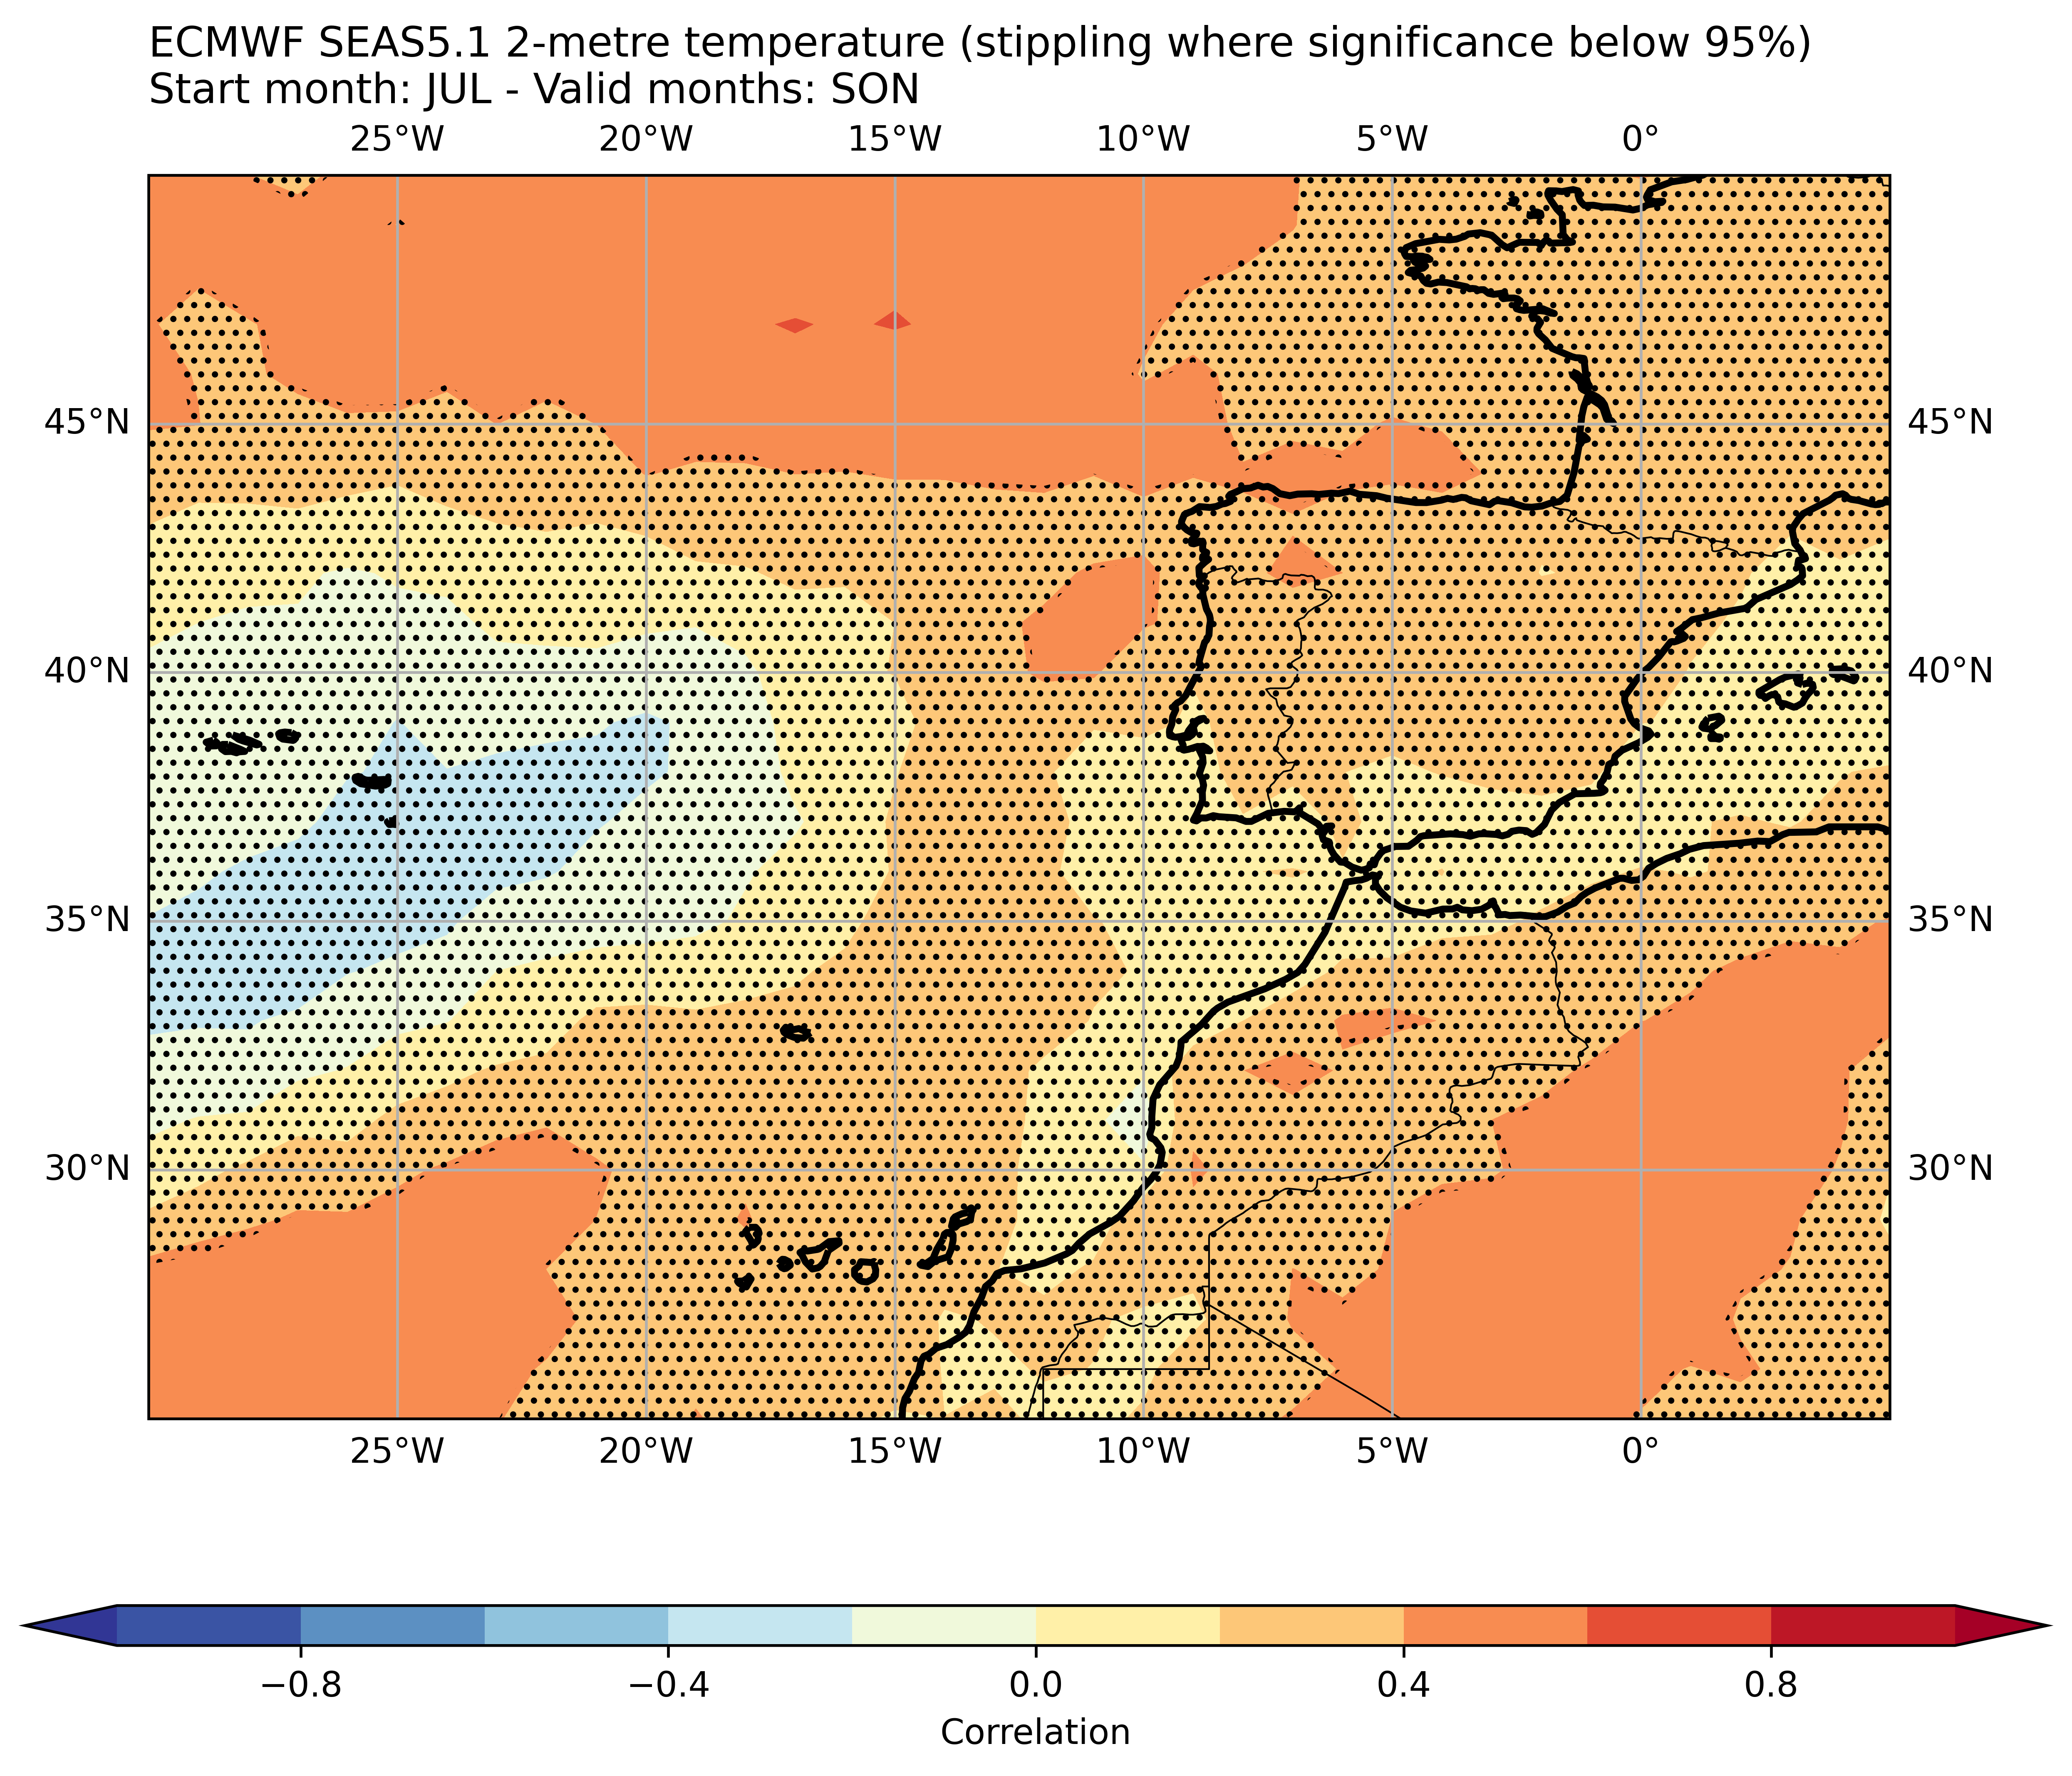 ECMWF SEAS5.1 2-metre temperature (stippling where significance below 95%)
Start month: JUL - Valid months: SON
25°W 20°W 15°W 10°W 5°W 0°
45°N 45°N
40°N 40°N
35°N 35°N
30°N 30°N
25°W 20°W 15°W 10°W 5°W 0°
−0.8 −0.4 0.0 0.4 0.8
Correlation